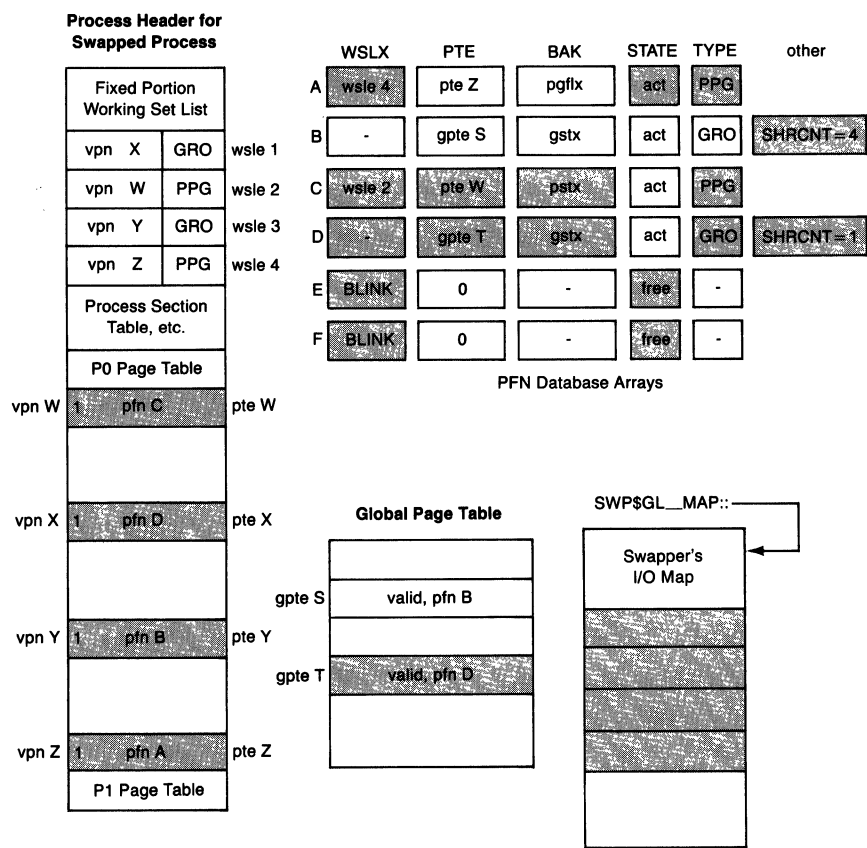 Process Header for
Swapped Process
Fixed Portion
Working Set List
vpn X GRO wsle 1
vpn W PPG wsle 2
vpn Y GRO wsle 3
vpn Z PPG wsle 4
Process Section
Table, etc.
P0 Page Table
vpn W 1 pfn C pte W
vpn X 1 pfn D pte X
vpn Y 1 pfn B pte Y
vpn Z 1 pfn A pte Z
P1 Page Table
WSLX PTE BAK STATE TYPE other
A wsle 4 pte Z pgflx act PPG
B - gpte S gstx act GRO SHRCNT = 4
C wsle 2 pte W pstx act PPG
D - gpte T gstx act GRO SHRCNT = 1
E BLINK 0 - free -
F BLINK 0 - free -
PFN Database Arrays
Global Page Table
gpte S valid, pfn B
gpte T valid, pfn D
SWP$GL__MAP::
Swapper's
I/O Map